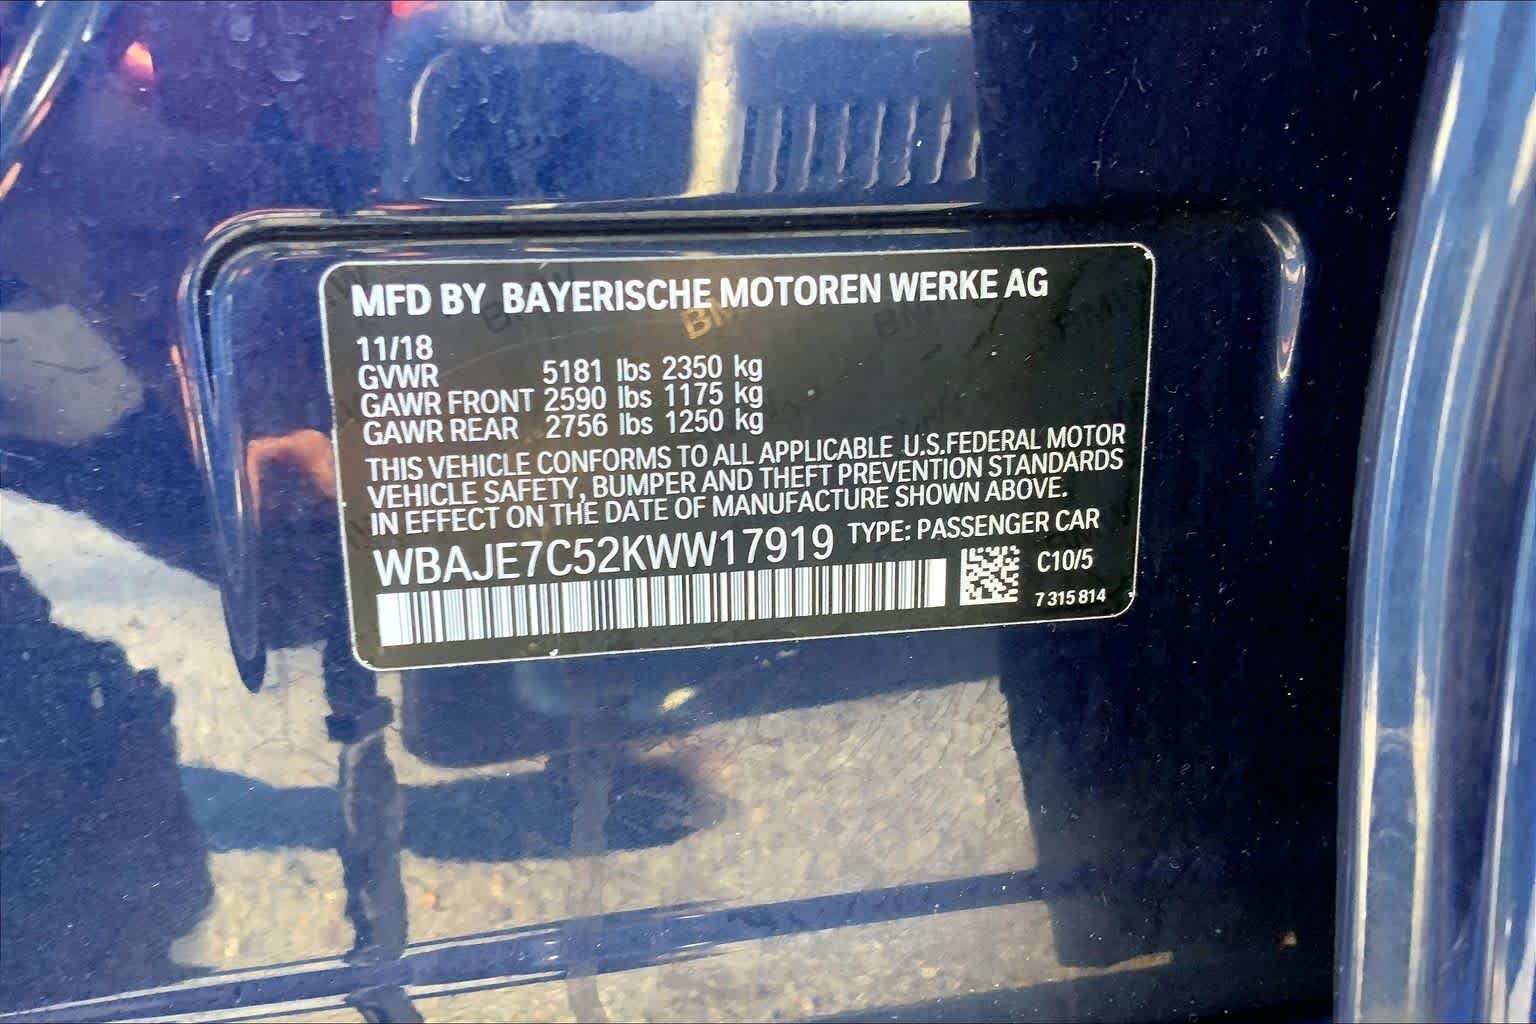 MFD BY BAYERISCHE MOTOREN WERKE AG
11/18
GVWR 5181 lbs 2350 kg
GAWR FRONT 2590 lbs 1175 kg
GAWR REAR 2756 lbs 1250 kg
THIS VEHICLE CONFORMS TO ALL APPLICABLE U.S.FEDERAL MOTOR
VEHICLE SAFETY, BUMPER AND THEFT PREVENTION STANDARDS
IN EFFECT ON THE DATE OF MANUFACTURE SHOWN ABOVE.
WBAJE7C52KWW17919 TYPE: PASSENGER CAR
C10/5
7 315 814